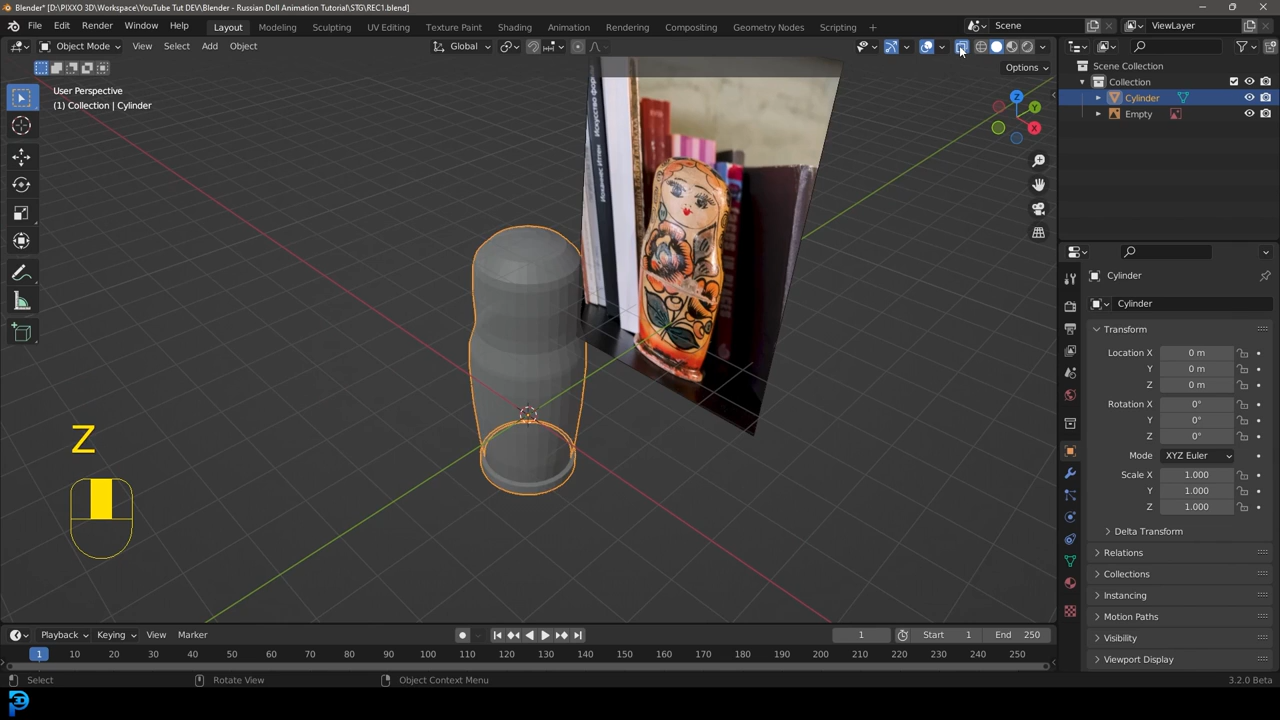 Blender* [D:\PIXXO 3D\Workspace\YouTube Tut DEV\Blender - Russian Doll Animation Tutorial\STG\REC1.blend]
File Edit Render Window Help Layout Modeling Sculpting UV Editing Texture Paint Shading Animation Rendering Compositing Geometry Nodes Scripting Scene ViewLayer
Object Mode View Select Add Object Global
Options
User Perspective
(1) Collection | Cylinder
Z
X
Y
Z
Scene Collection
Collection
Cylinder
Empty
Cylinder
Cylinder
Transform
Location X 0 m
Y 0 m
Z 0 m
Rotation X 0°
Y 0°
Z 0°
Mode XYZ Euler
Scale X 1.000
Y 1.000
Z 1.000
Delta Transform
Relations
Collections
Instancing
Motion Paths
Visibility
Viewport Display
Playback Keying View Marker 1 Start 1 End 250
1 10 20 30 40 50 60 70 80 90 100 110 120 130 140 150 160 170 180 190 200 210 220 230 240 250
Select Rotate View Object Context Menu 3.2.0 Beta